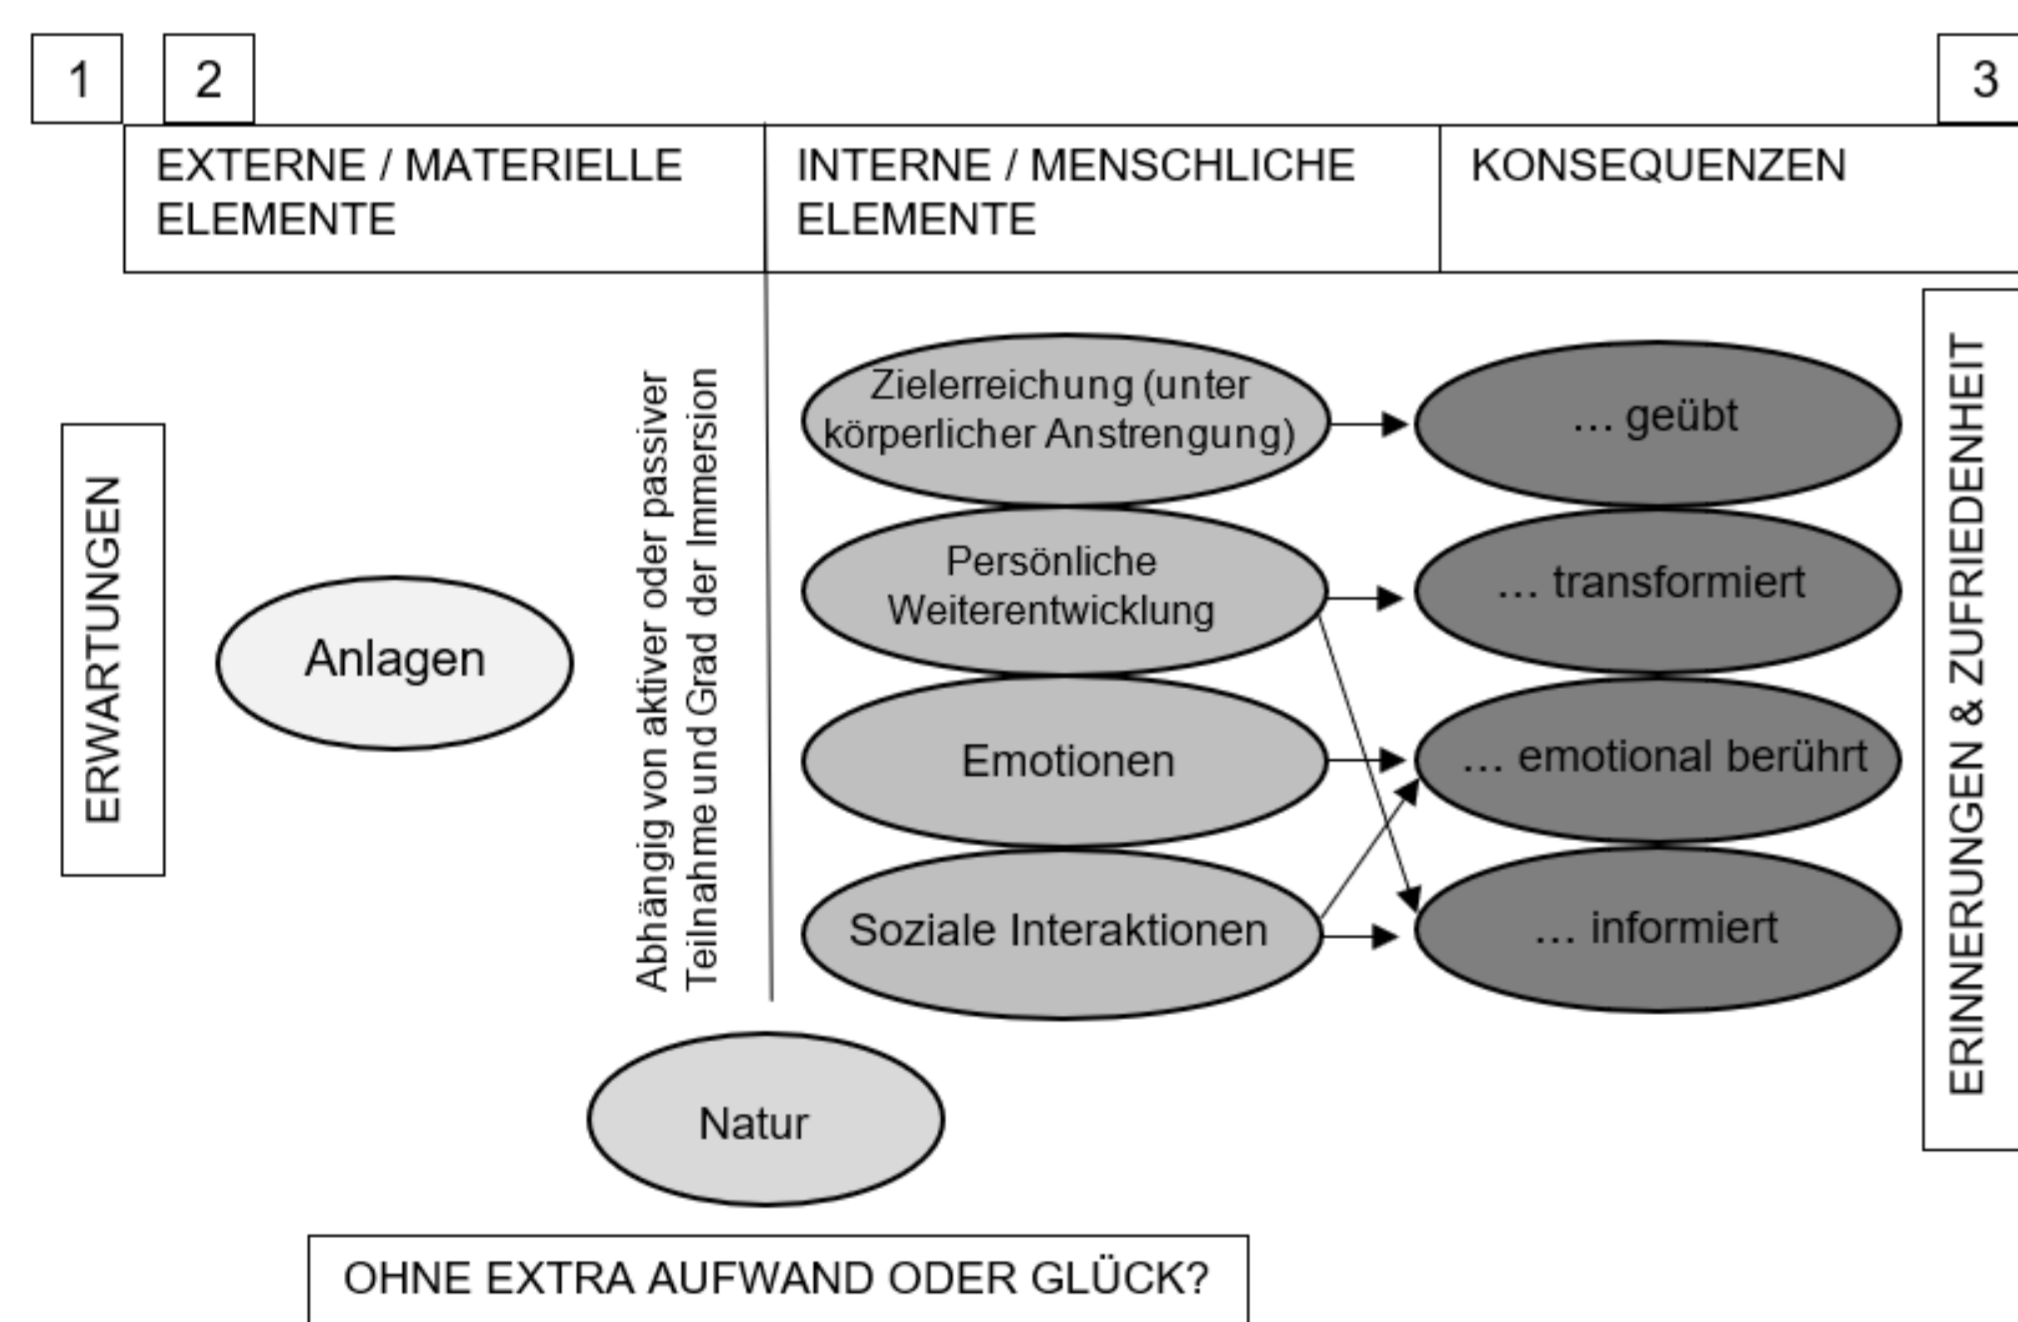 1
2
3
EXTERNE / MATERIELLE
ELEMENTE
INTERNE / MENSCHLICHE
ELEMENTE
KONSEQUENZEN
ERWARTUNGEN
Anlagen
Abhängig von aktiver oder passiver
Teilnahme und Grad der Immersion
Zielerreichung (unter
körperlicher Anstrengung)
Persönliche
Weiterentwicklung
Emotionen
Soziale Interaktionen
... geübt
... transformiert
... emotional berührt
... informiert
ERINNERUNGEN & ZUFRIEDENHEIT
Natur
OHNE EXTRA AUFWAND ODER GLÜCK?